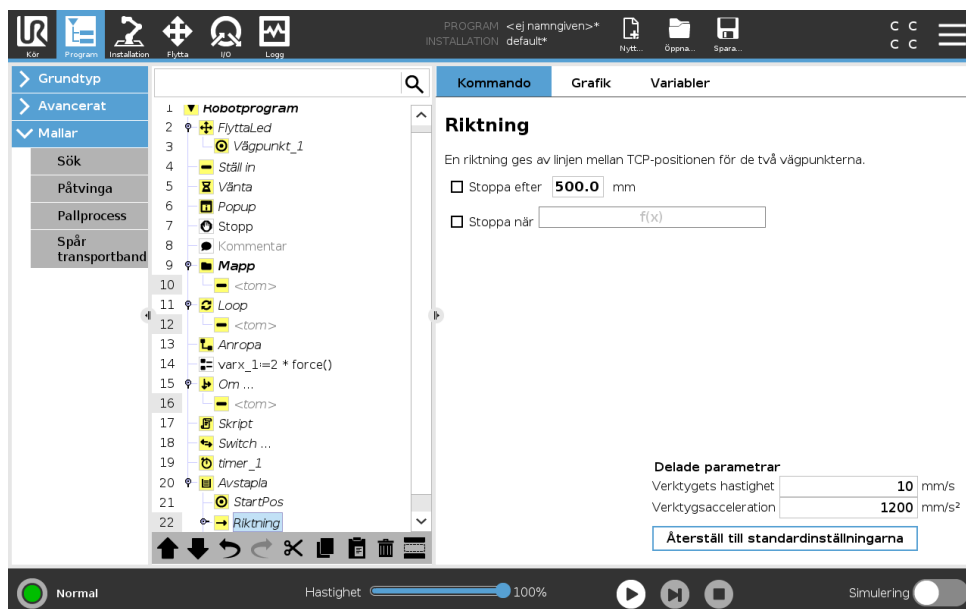 UR
Kör
Program
Installation
Flytta
I/O
Logg
PROGRAM <ej namngiven>*
INSTALLATION default*
Nytt...
Öppna...
Spara...
C C
C C
Grundtyp
Avancerat
Mallar
Sök
Påtvinga
Pallprocess
Spår
transportband
1 Robotprogram
2 FlyttaLed
3 Vägpunkt_1
4 Ställ in
5 Vänta
6 Popup
7 Stopp
8 Kommentar
9 Mapp
10 <tom>
11 Loop
12 <tom>
13 Anropa
14 varx_1:=2 * force()
15 Om ...
16 <tom>
17 Skript
18 Switch ...
19 timer_1
20 Avstapla
21 StartPos
22 Riktning
Kommando
Grafik
Variabler
Riktning
En riktning ges av linjen mellan TCP-positionen för de två vägpunkterna.
Stoppa efter 500.0 mm
Stoppa när f(x)
Delade parametrar
Verktygets hastighet 10 mm/s
Verktygsacceleration 1200 mm/s²
Återställ till standardinställningarna
Normal
Hastighet 100%
Simulering